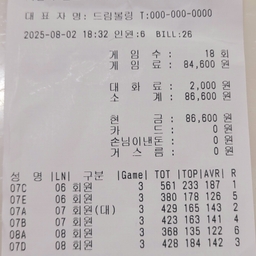 대 표 자 명: 드림볼링 T:000-000-0000
2025-08-02 18:32 인원:6 BILL:26
게 임 수 : 18 회
게 임 료 : 84,600 원
대 화 료 : 2,000 원
소 계 : 86,600 원
현 금 : 86,600 원
카 드 : 0 원
손님이낸돈 : 0 원
거 스 름 : 0 원
성 명 |LN| 구분 |Game| TOT |TOP|AVR| R
07C 06 회원 3 561 233 187 1
07E 06 회원 3 380 178 126 5
07A 07 회원(대) 3 429 165 143 2
07B 07 회원 3 423 163 141 4
08A 08 회원 3 368 135 122 6
07D 08 회원 3 428 184 142 3